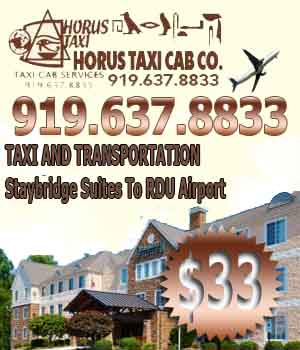 HORUS
TAXI
TAXI CAB SERVICES
919.637.8833
HORUS TAXI CAB CO.
919.637.8833
919.637.8833
TAXI AND TRANSPORTATION
Staybridge Suites To RDU Airport
$33